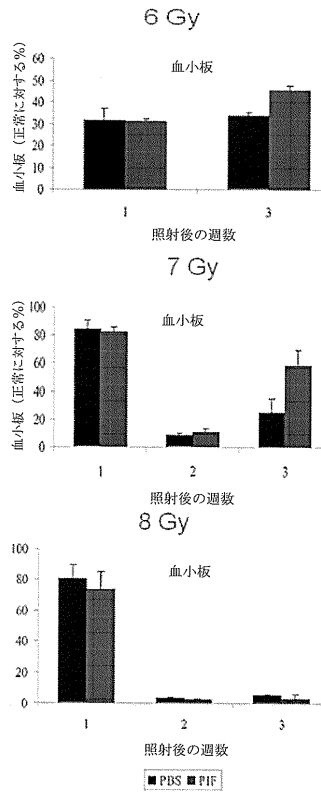 6 Gy
血小板
血小板（正常に対する%）
60
50
40
30
20
10
0
1
3
照射後の週数
7 Gy
血小板
血小板（正常に対する%）
100
80
60
40
20
0
1
2
3
照射後の週数
8 Gy
血小板
100
80
60
40
20
0
1
2
3
照射後の週数
PBS
PIF